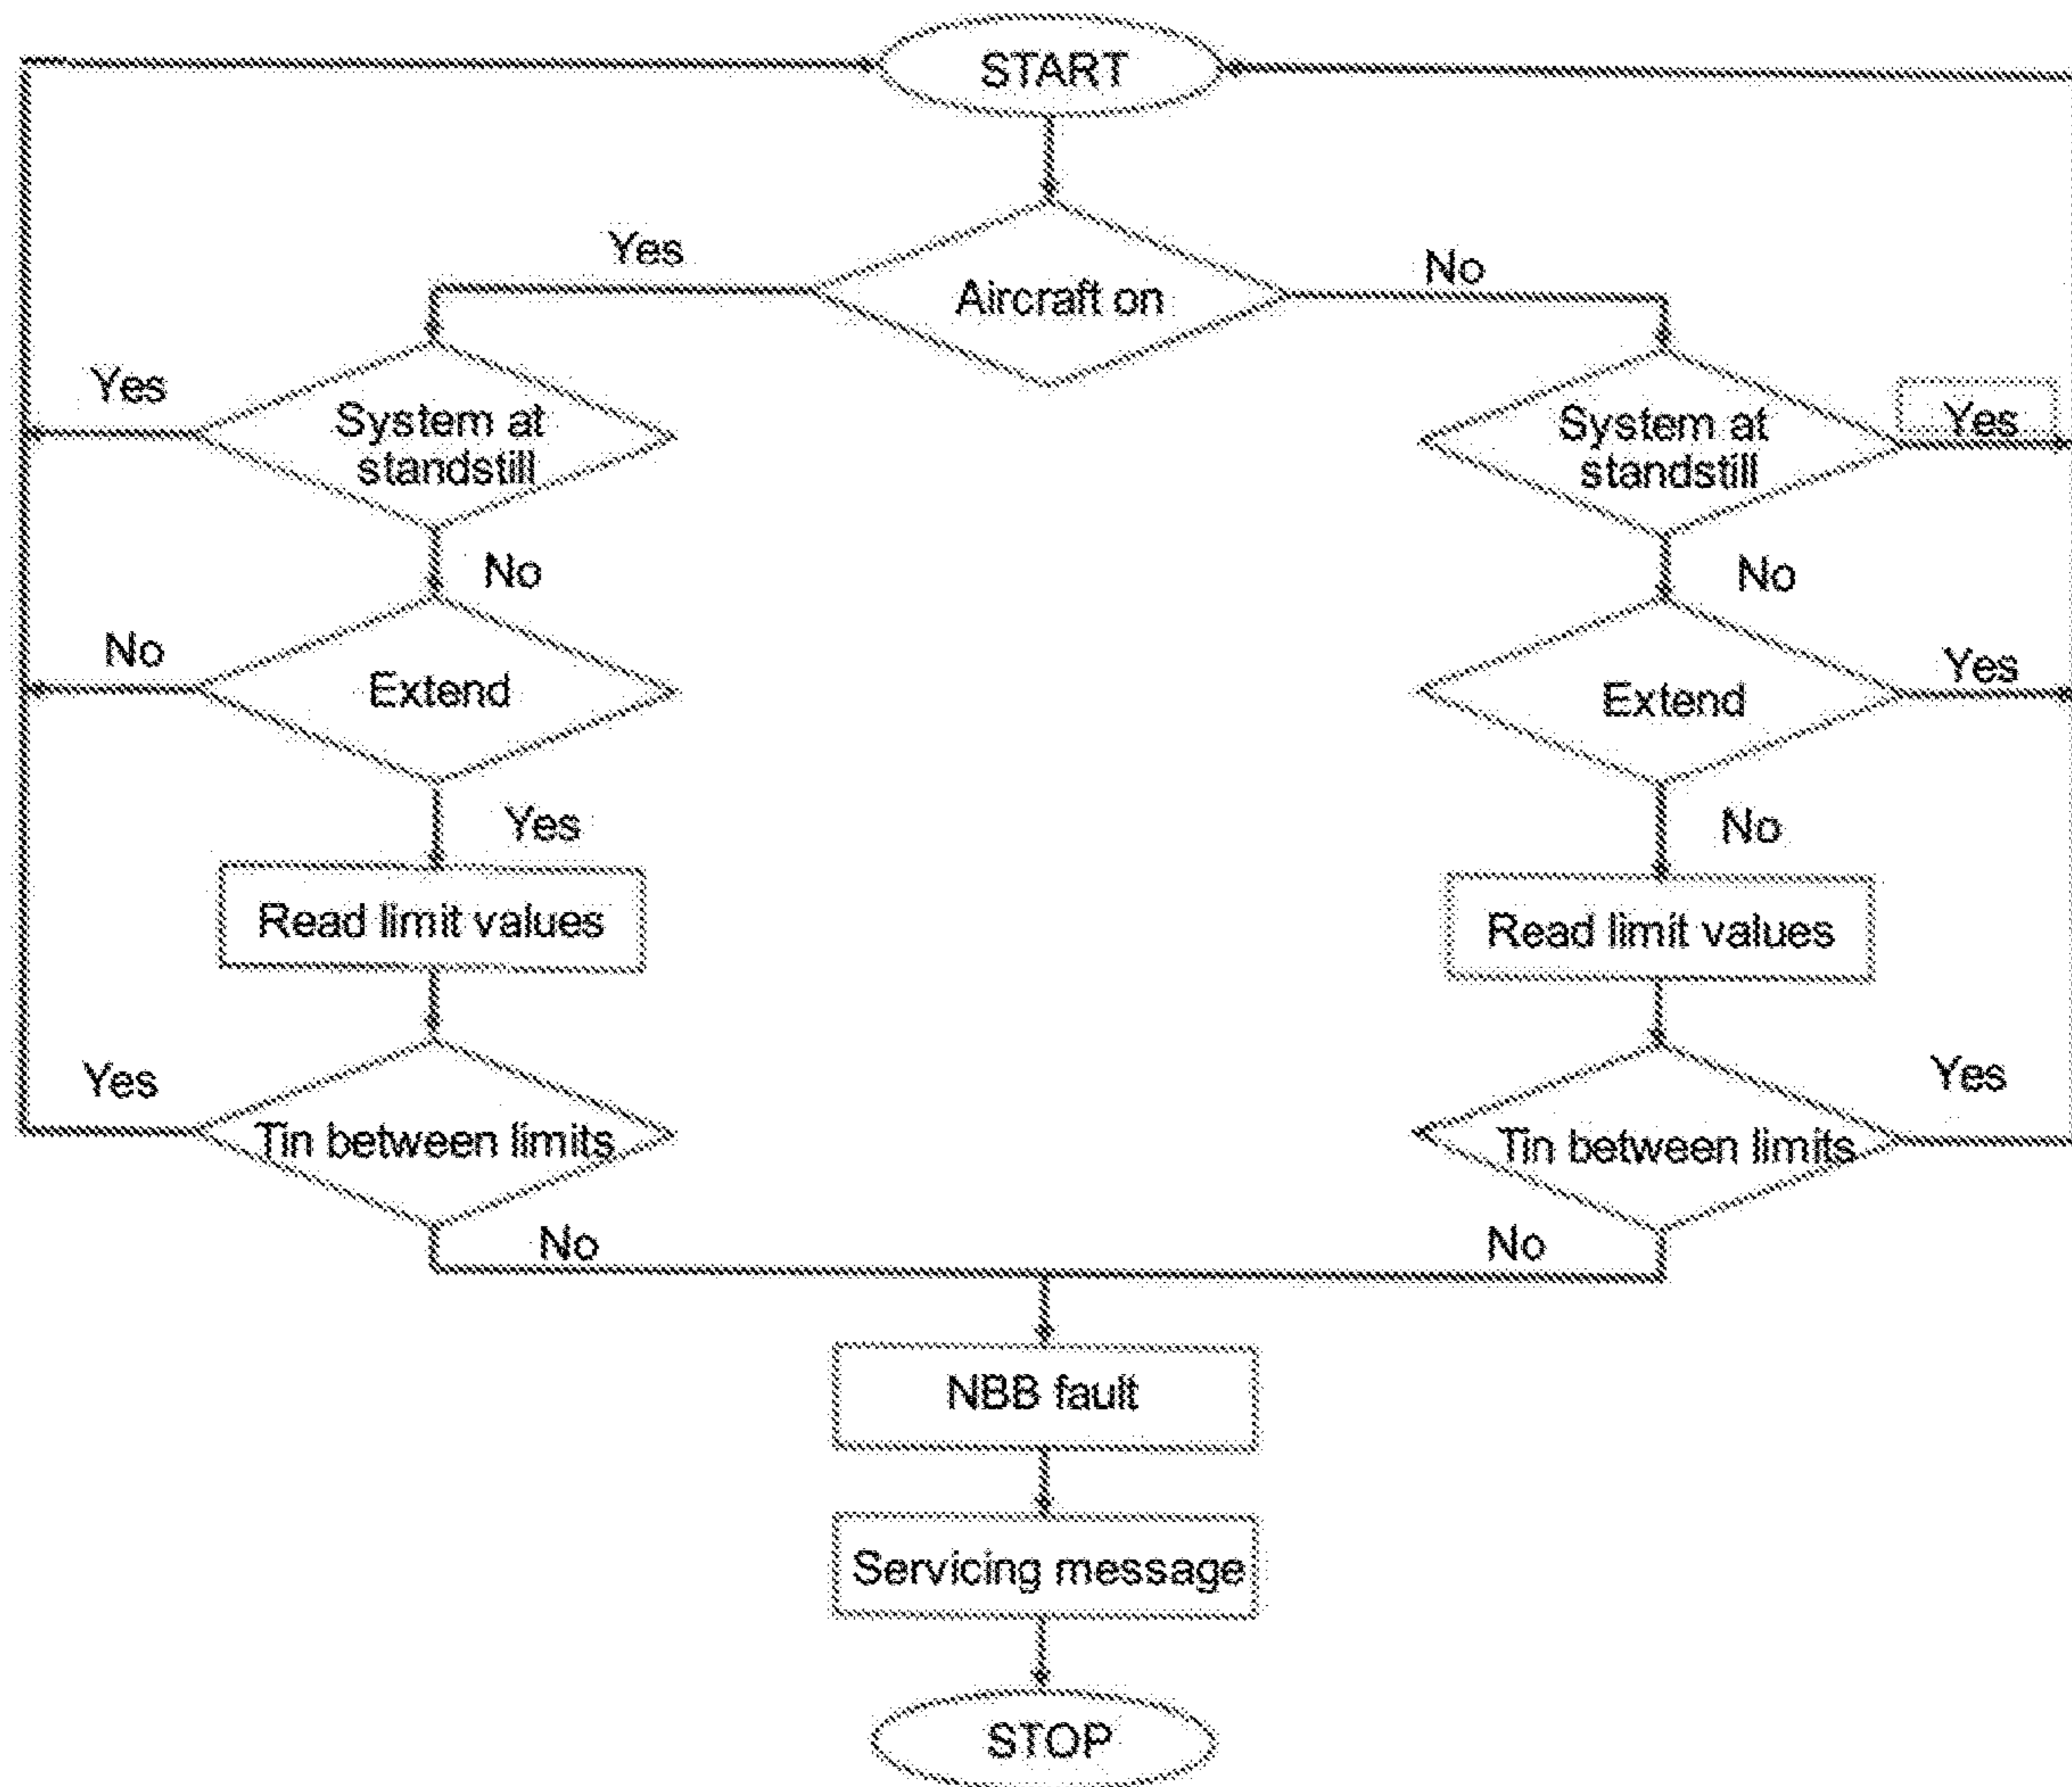 START
Yes
Aircraft on
No
Yes
System at
standstill
System at
standstill
Yes
No
No
No
Extend
Extend
Yes
Yes
No
Read limit values
Read limit values
Yes
Tin between limits
Tin between limits
Yes
No
No
NBB fault
Servicing message
STOP